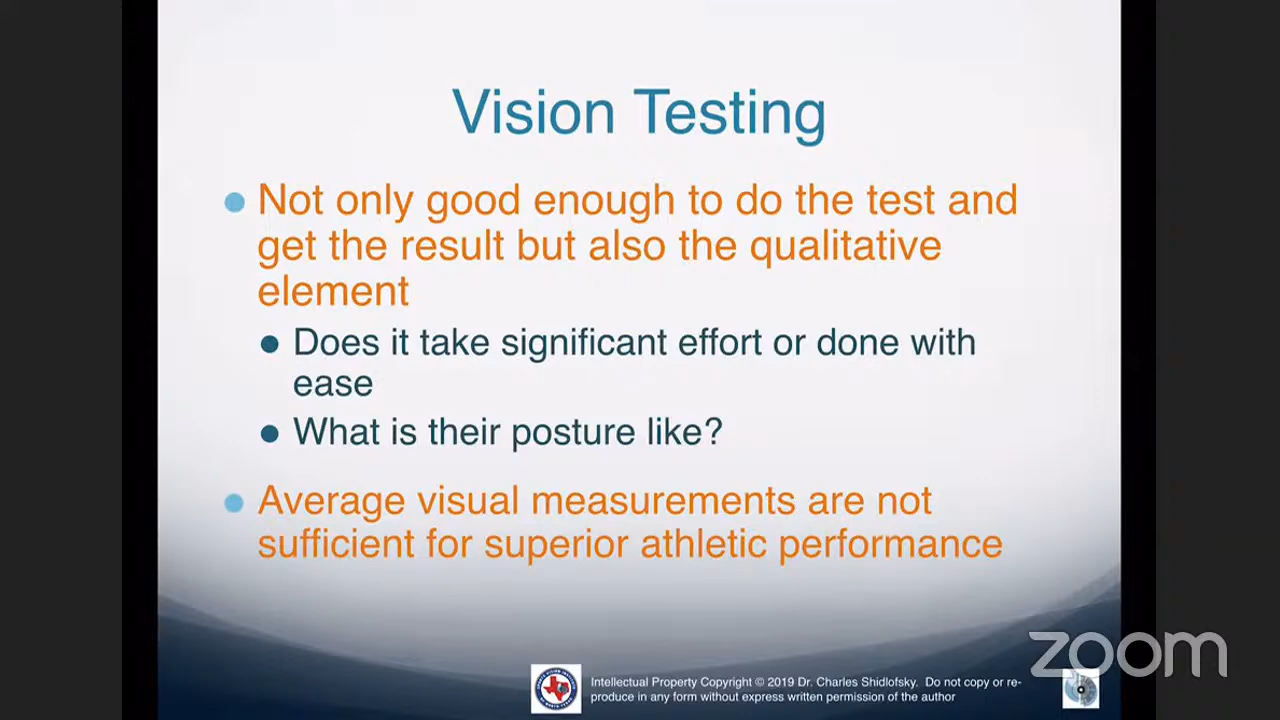 Vision Testing
Not only good enough to do the test and
get the result but also the qualitative
element
Does it take significant effort or done with
ease
What is their posture like?
Average visual measurements are not
sufficient for superior athletic performance
zoom
Intellectual Property Copyright © 2019 Dr. Charles Shidlofsky. Do not copy or re-
produce in any form without express written permission of the author